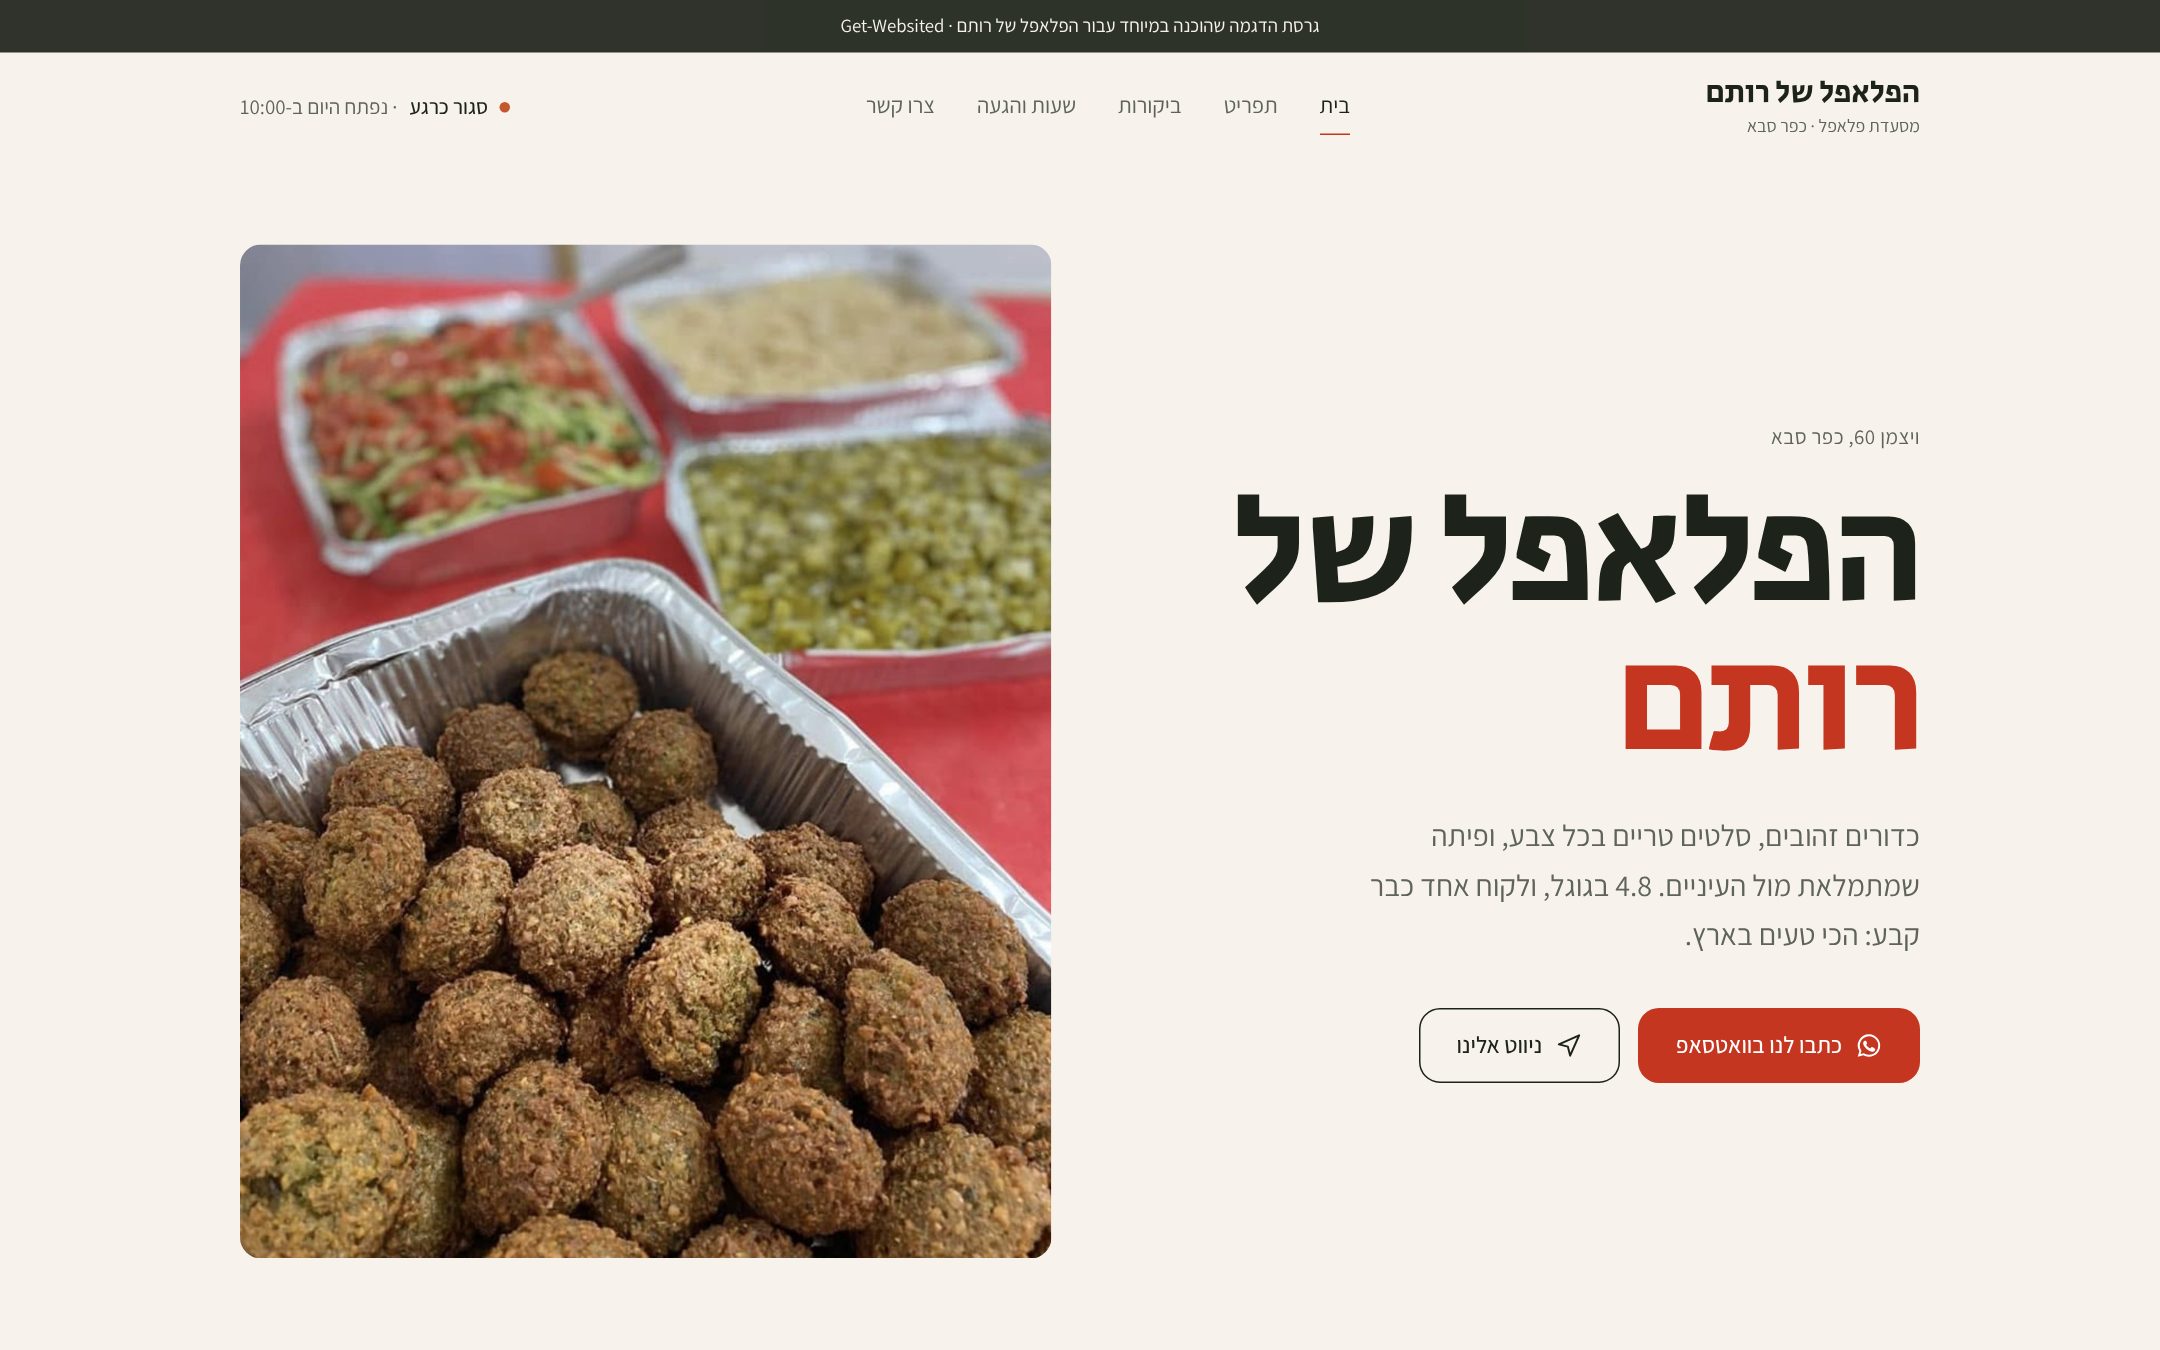 גרסת הדגמה שהוכנה במיוחד עבור הפלאפל של רותם · Get-Websited
הפלאפל של רותם
מסעדת פלאפל · כפר סבא
בית
תפריט
ביקורות
שעות והגעה
צרו קשר
סגור כרגע · נפתח היום ב-10:00
ויצמן 60, כפר סבא
הפלאפל של
רותם
כדורים זהובים, סלטים טריים בכל צבע, ופיתה
שמתמלאת מול העיניים. 4.8 בגוגל, ולקוח אחד כבר
קבע: הכי טעים בארץ.
כתבו לנו בוואטסאפ
ניווט אלינו